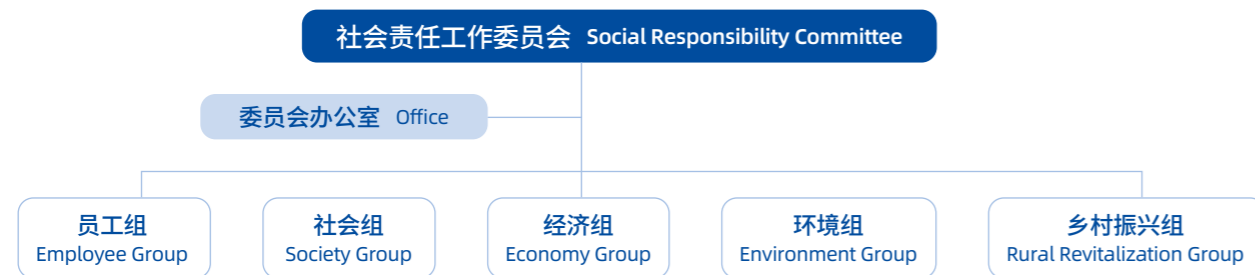 社会责任工作委员会 Social Responsibility Committee
委员会办公室 Office
员工组
Employee Group
社会组
Society Group
经济组
Economy Group
环境组
Environment Group
乡村振兴组
Rural Revitalization Group